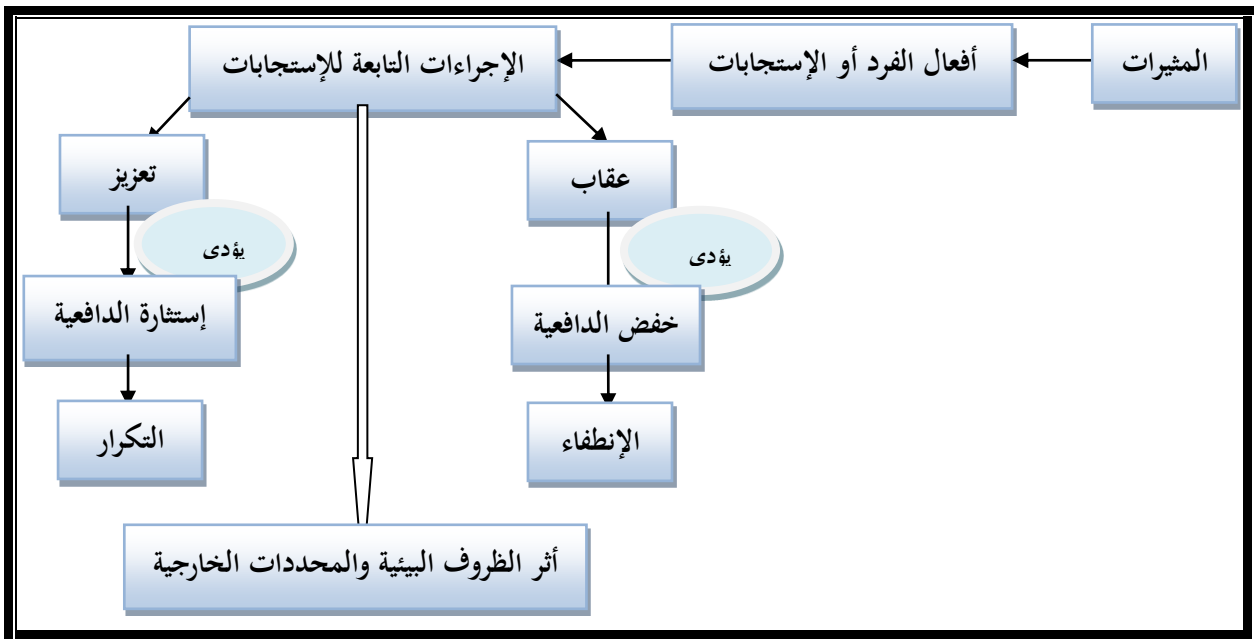 المثيرات
أفعال الفرد أو الإستجابات
الإجراءات التابعة للإستجابات
عقاب
تعزيز
يؤدى
يؤدى
خفض الدافعية
إستثارة الدافعية
الإنطفاء
التكرار
أثر الظروف البيئية والمحددات الخارجية